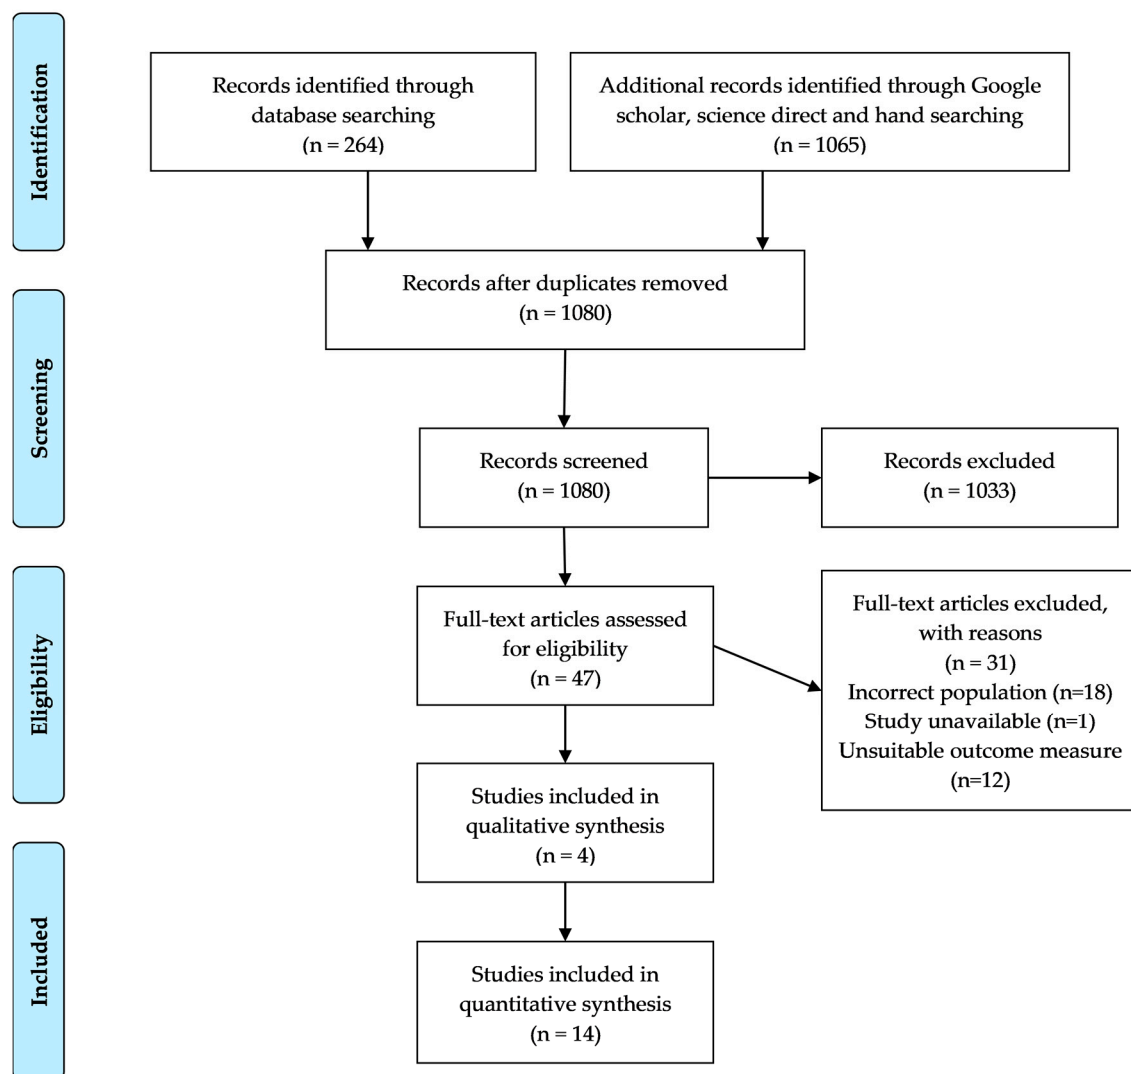 Identification
Records identified through
database searching
(n = 264)
Additional records identified through Google
scholar, science direct and hand searching
(n = 1065)
Records after duplicates removed
(n = 1080)
Screening
Records screened
(n = 1080)
Records excluded
(n = 1033)
Eligibility
Full-text articles assessed
for eligibility
(n = 47)
Full-text articles excluded,
with reasons
(n = 31)
Incorrect population (n=18)
Study unavailable (n=1)
Unsuitable outcome measure
(n=12)
Studies included in
qualitative synthesis
(n = 4)
Included
Studies included in
quantitative synthesis
(n = 14)